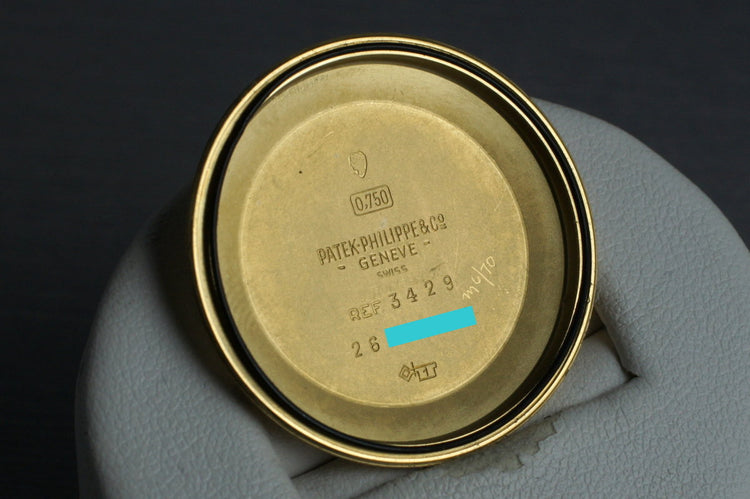 0,750
PATEK·PHILIPPE & Cº
- GENEVE -
SWISS
REF 3429
26